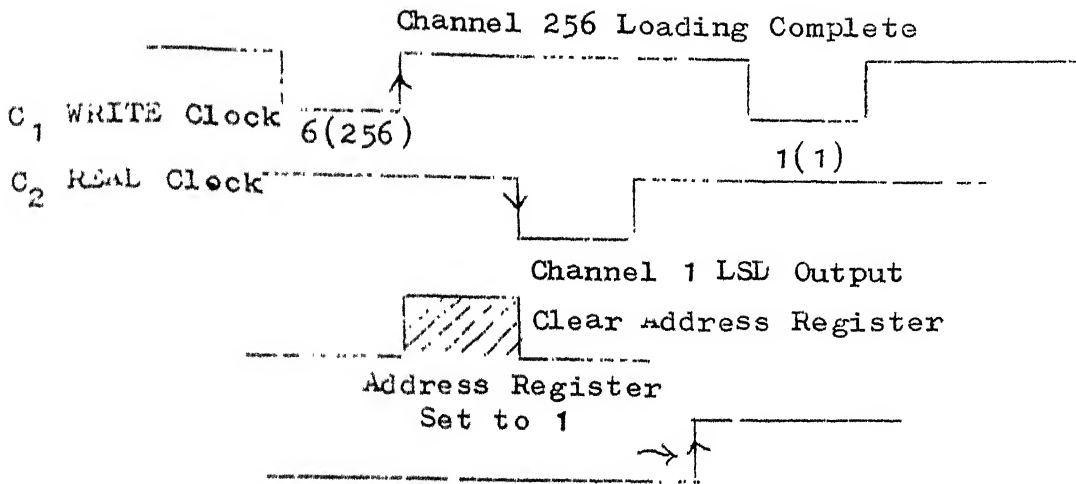 Channel 256 Loading Complete
C1 WRITE Clock
6(256)
1(1)
C2 REAL Clock
Channel 1 LSD Output
Clear Address Register
Address Register
Set to 1